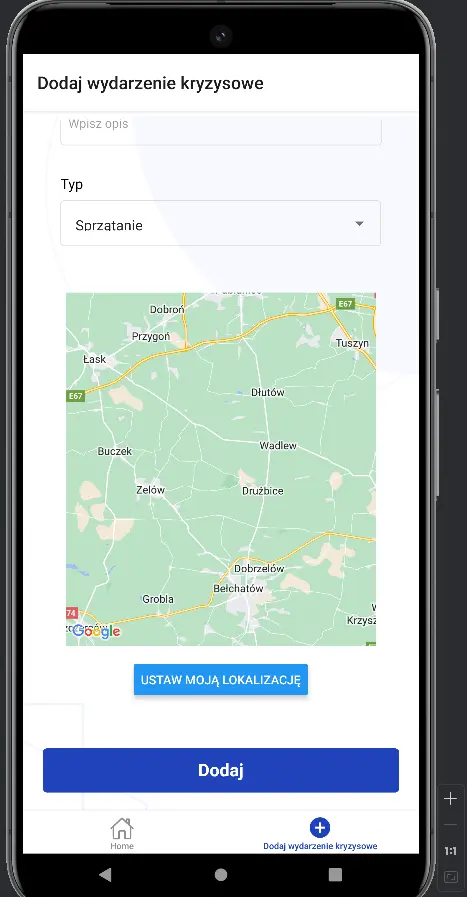 Dodaj wydarzenie kryzysowe
Wpisz opis
Typ
Sprzątanie
E67
Dobroń
Przygoń
Tuszyn
Łask
E67
Dłutów
Wadlew
Buczek
Zelów
Drużbice
Dobrzelów
Bełchatów
Grobla
74
Google
USTAW MOJĄ LOKALIZACJĘ
Dodaj
Home
Dodaj wydarzenie kryzysowe
1:1